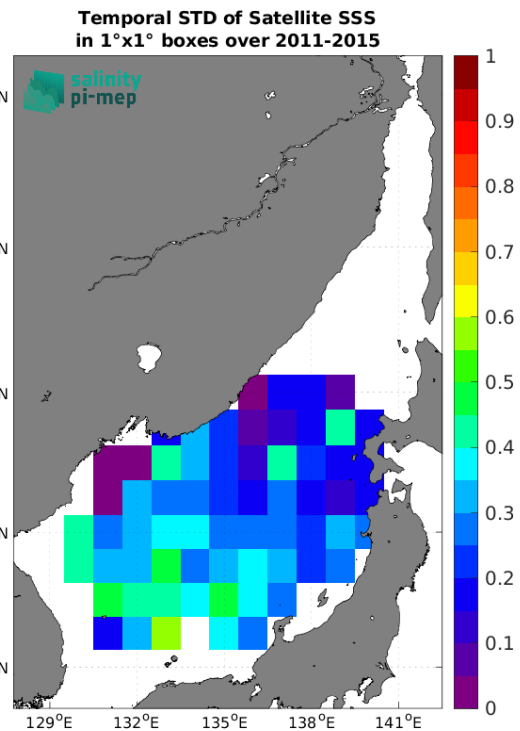 Temporal STD of Satellite SSS
in 1°x1° boxes over 2011-2015
salinity
pi-mep
N
N
N
N
N
1
0.9
0.8
0.7
0.6
0.5
0.4
0.3
0.2
0.1
0
129°E 132°E 135°E 138°E 141°E